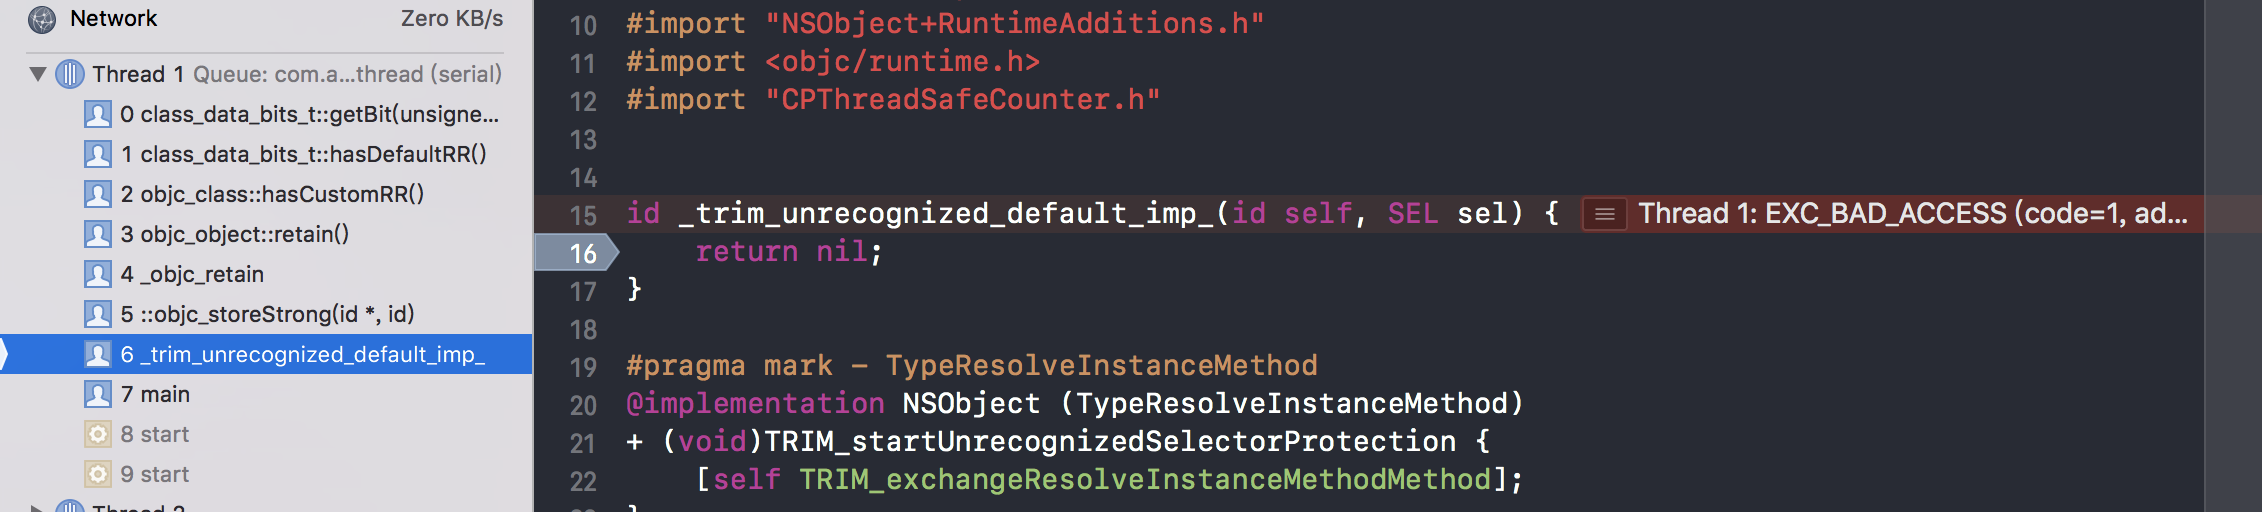 Network Zero KB/s
Thread 1 Queue: com.a...thread (serial)
0 class_data_bits_t::getBit(unsigne...
1 class_data_bits_t::hasDefaultRR()
2 objc_class::hasCustomRR()
3 objc_object::retain()
4 _objc_retain
5 ::objc_storeStrong(id *, id)
6 _trim_unrecognized_default_imp_
7 main
8 start
9 start
10 #import "NSObject+RuntimeAdditions.h"
11 #import <objc/runtime.h>
12 #import "CPThreadSafeCounter.h"
13
14
15 id _trim_unrecognized_default_imp_(id self, SEL sel) { Thread 1: EXC_BAD_ACCESS (code=1, ad...
16 return nil;
17 }
18
19 #pragma mark – TypeResolveInstanceMethod
20 @implementation NSObject (TypeResolveInstanceMethod)
21 + (void)TRIM_startUnrecognizedSelectorProtection {
22 [self TRIM_exchangeResolveInstanceMethodMethod];